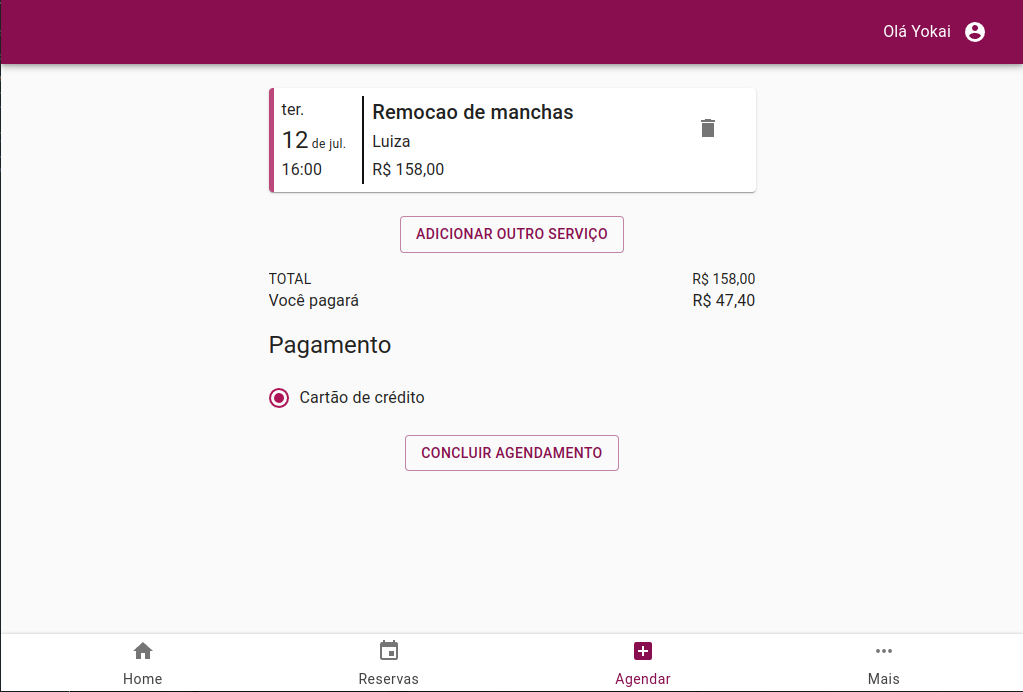 Olá Yokai
ter.
12 de jul.
16:00
Remocao de manchas
Luiza
R$ 158,00
ADICIONAR OUTRO SERVIÇO
TOTAL R$ 158,00
Você pagará R$ 47,40
Pagamento
Cartão de crédito
CONCLUIR AGENDAMENTO
Home Reservas Agendar Mais